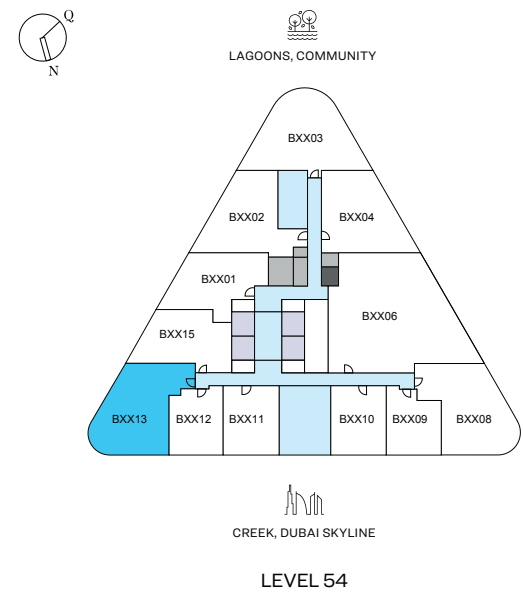 Q
N
LAGOONS, COMMUNITY
BXX03
BXX02
BXX04
BXX01
BXX06
BXX15
BXX13
BXX12
BXX11
BXX10
BXX09
BXX08
CREEK, DUBAI SKYLINE
LEVEL 54